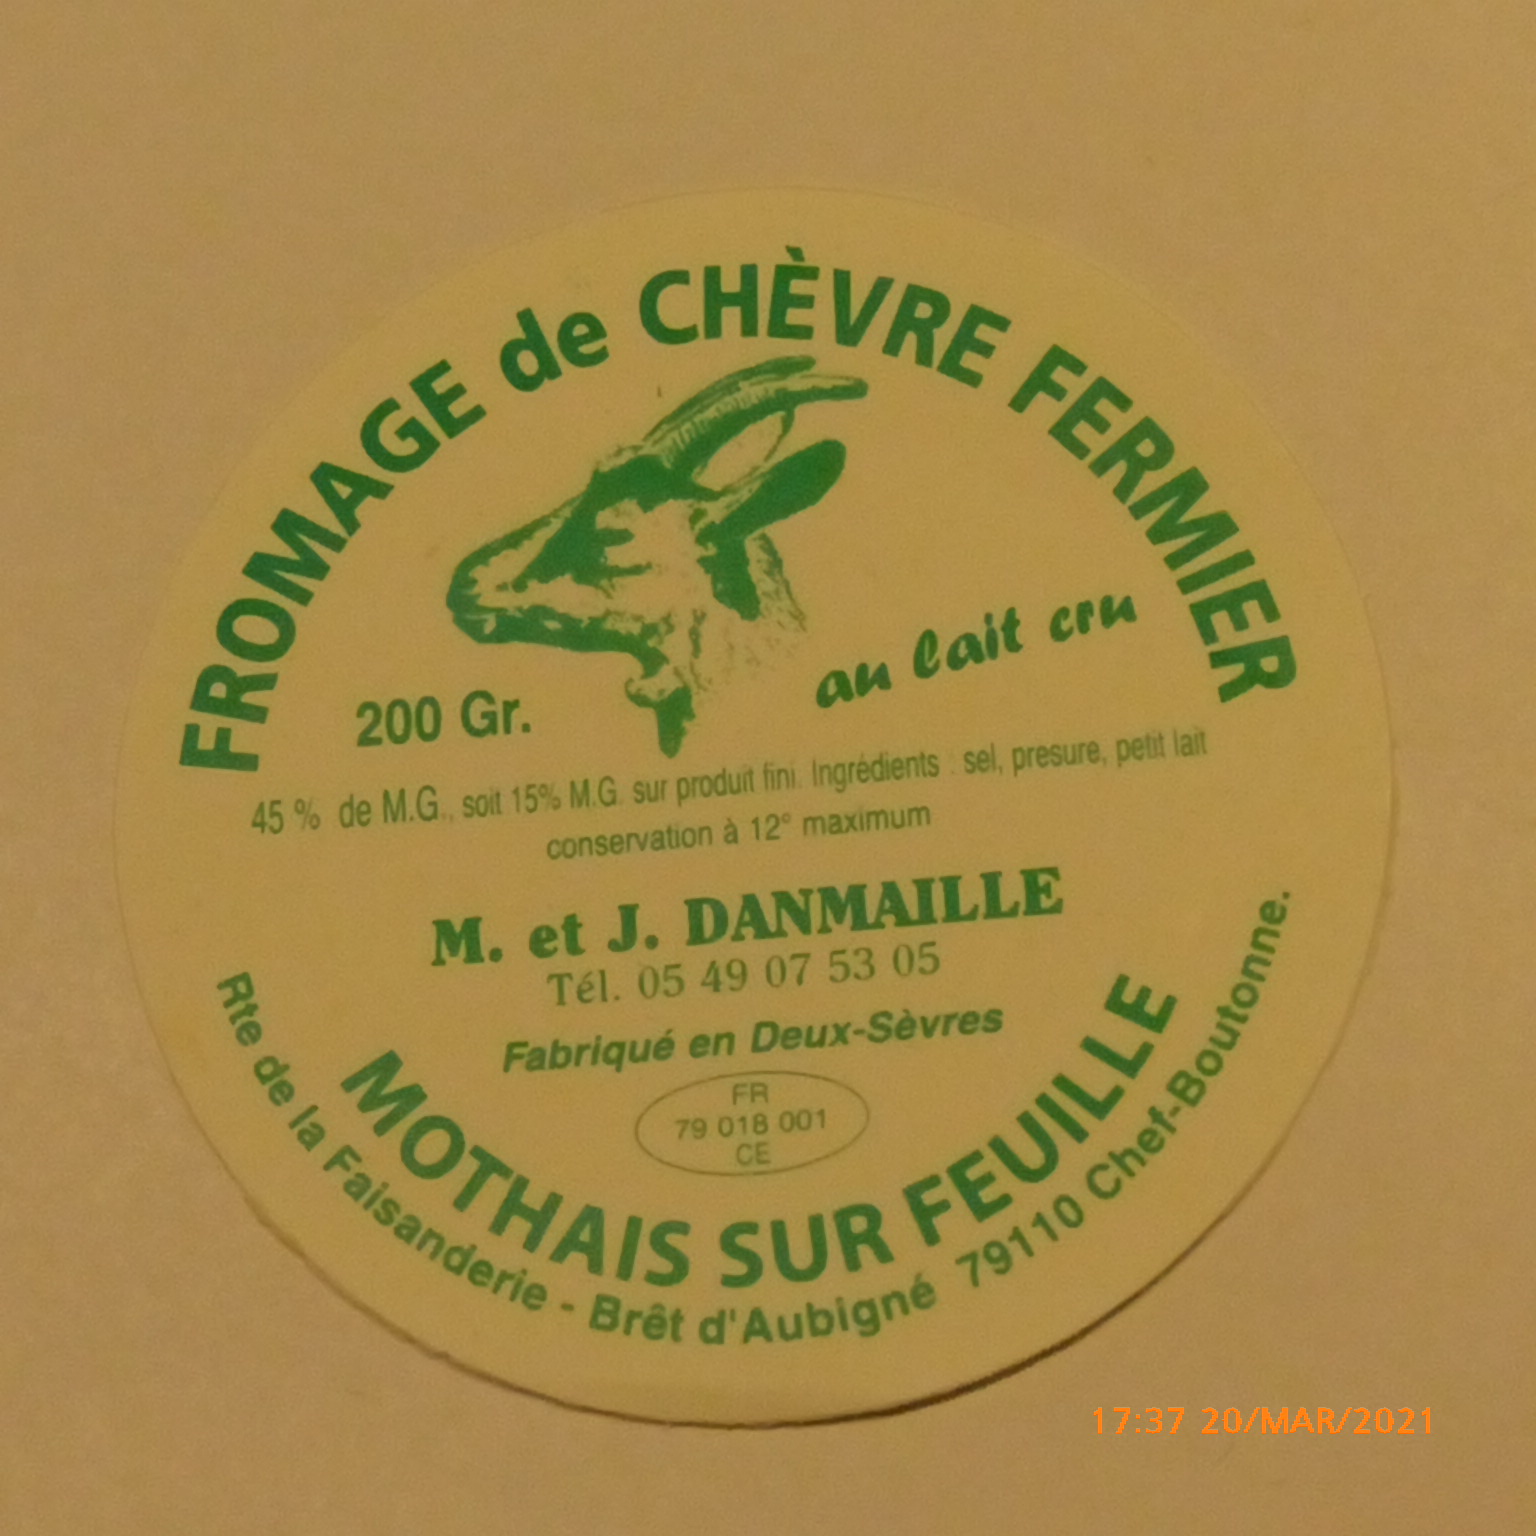 FROMAGE de CHÈVRE FERMIER
au lait cru
200 Gr.
45 % de M.G., soit 15% M.G. sur produit fini. Ingrédients : sel, presure, petit lait
conservation à 12° maximum
M. et J. DANMAILLE
Tél. 05 49 07 53 05
Fabriqué en Deux-Sèvres
FR
79 018 001
CE
MOTHAIS SUR FEUILLE
Rte de la Faisanderie - Brêt d'Aubigné 79110 Chef-Boutonne.
17:37 20/MAR/2021